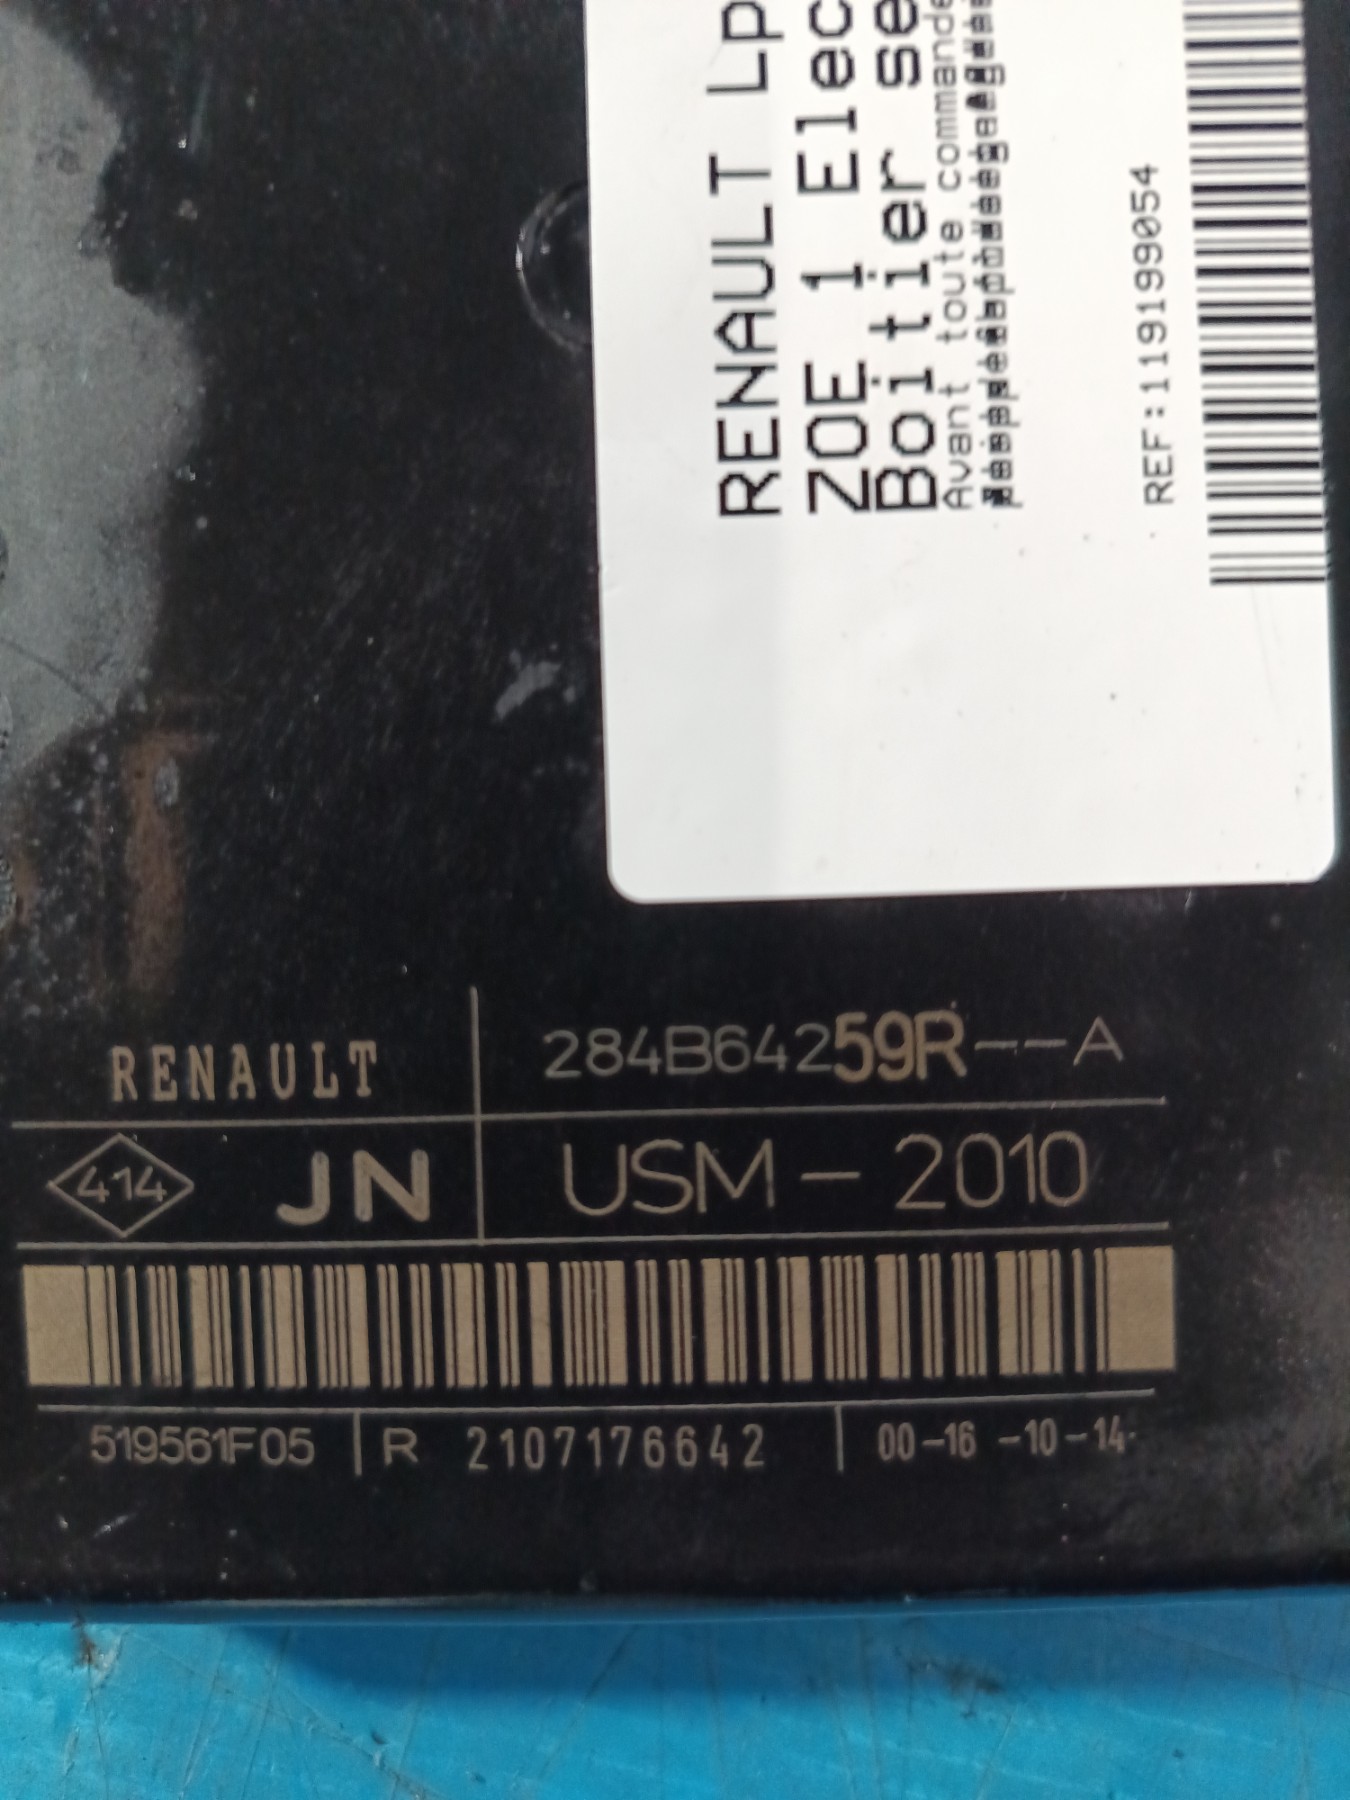 RENAULT Lp
ZOE 1 Elec
Boitier se
Avant toute commande
REF:119199054
RENAULT
284B64259R--A
414
JN
USM - 2010
519561F05
R 2107176642
00-16 -10-14